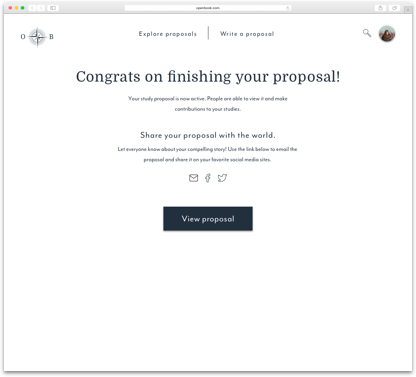 openbook.com
O B
Explore proposals
Write a proposal
Congrats on finishing your proposal!
Your study proposal is now active. People are able to view it and make
contributions to your studies.
Share your proposal with the world.
Let everyone know about your compelling story! Use the link below to email the
proposal and share it on your favorite social media sites.
View proposal